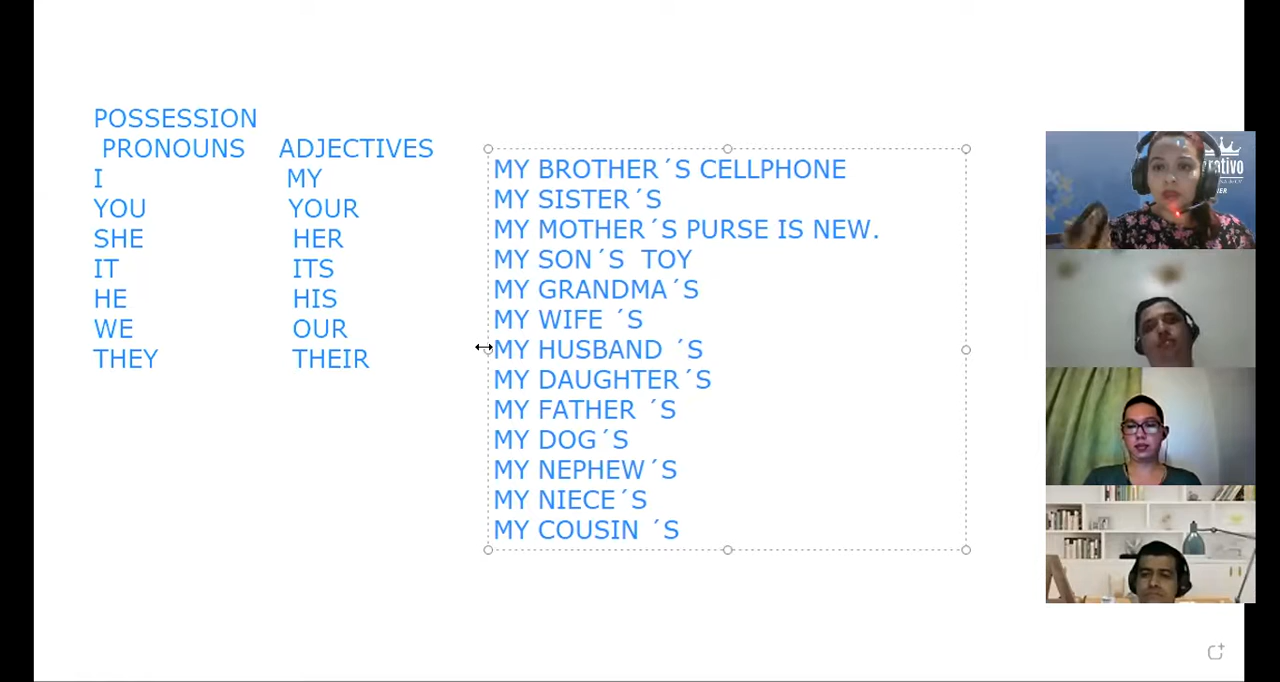 POSSESSION
PRONOUNS ADJECTIVES
I MY
YOU YOUR
SHE HER
IT ITS
HE HIS
WE OUR
THEY THEIR
MY BROTHER´S CELLPHONE
MY SISTER´S
MY MOTHER´S PURSE IS NEW.
MY SON´S TOY
MY GRANDMA´S
MY WIFE ´S
MY HUSBAND ´S
MY DAUGHTER´S
MY FATHER ´S
MY DOG´S
MY NEPHEW´S
MY NIECE´S
MY COUSIN ´S